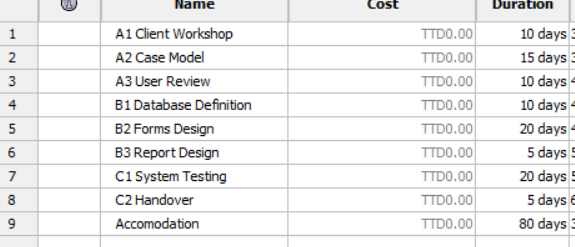 Name Cost Duration
1 A1 Client Workshop TTD0.00 10 days 3
2 A2 Case Model TTD0.00 15 days 3
3 A3 User Review TTD0.00 10 days 4
4 B1 Database Definition TTD0.00 10 days 4
5 B2 Forms Design TTD0.00 20 days 4
6 B3 Report Design TTD0.00 5 days 5
7 C1 System Testing TTD0.00 20 days 5
8 C2 Handover TTD0.00 5 days 6
9 Accomodation TTD0.00 80 days 3